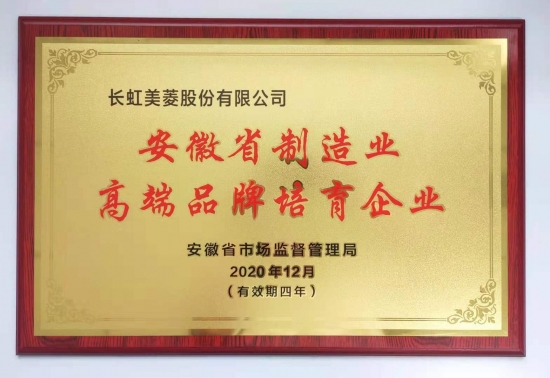 长虹美菱股份有限公司
安徽省制造业
高端品牌培育企业
安徽省市场监督管理局
2020年12月
（有效期四年）